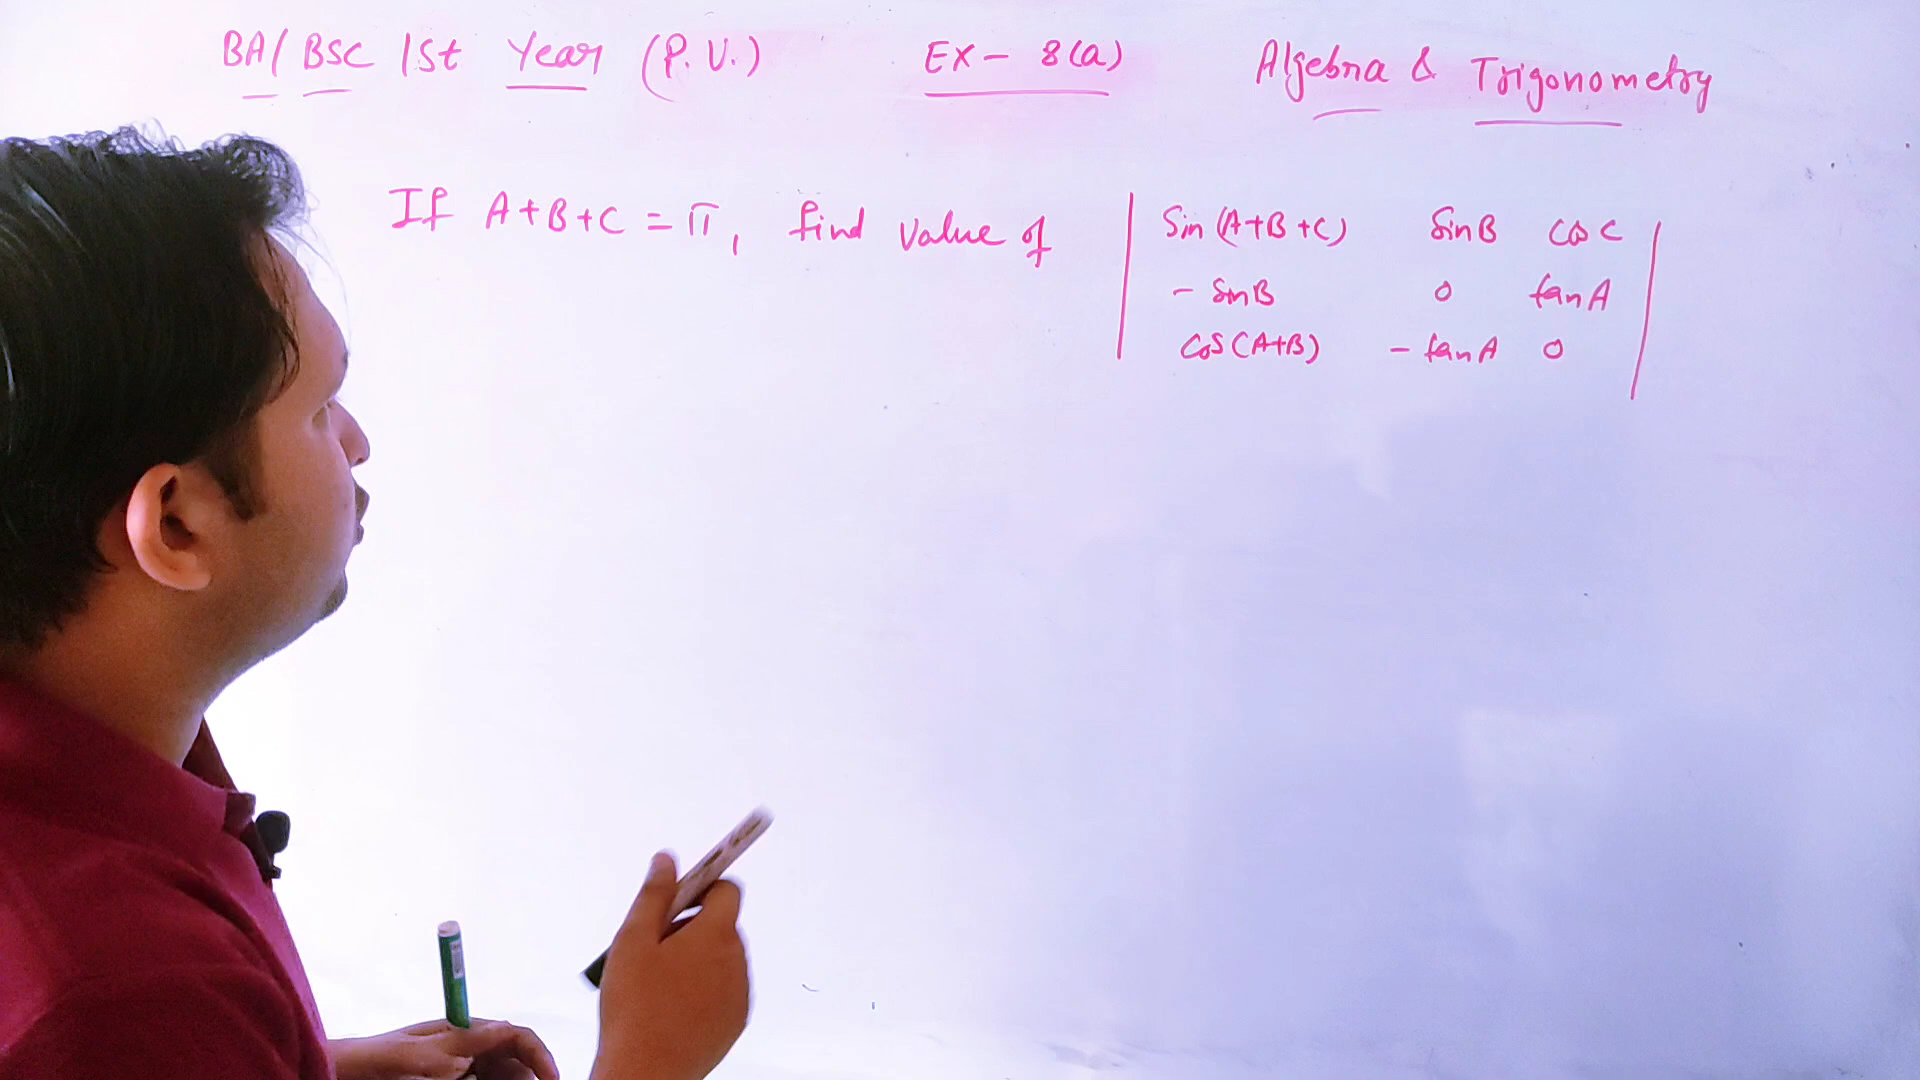 BA/ BSC 1St Year (P.U.) Ex- 8(a) Algebra & Trigonometry
If A+B+C = π, find value of | Sin (A+B+C) SinB cos C |
- SinB 0 tanA
Cos(A+B) - tanA 0